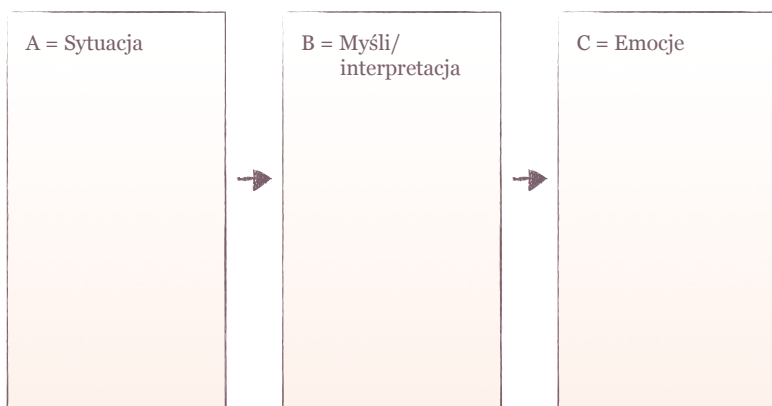 A = Sytuacja
B = Myśli/
interpretacja
C = Emocje